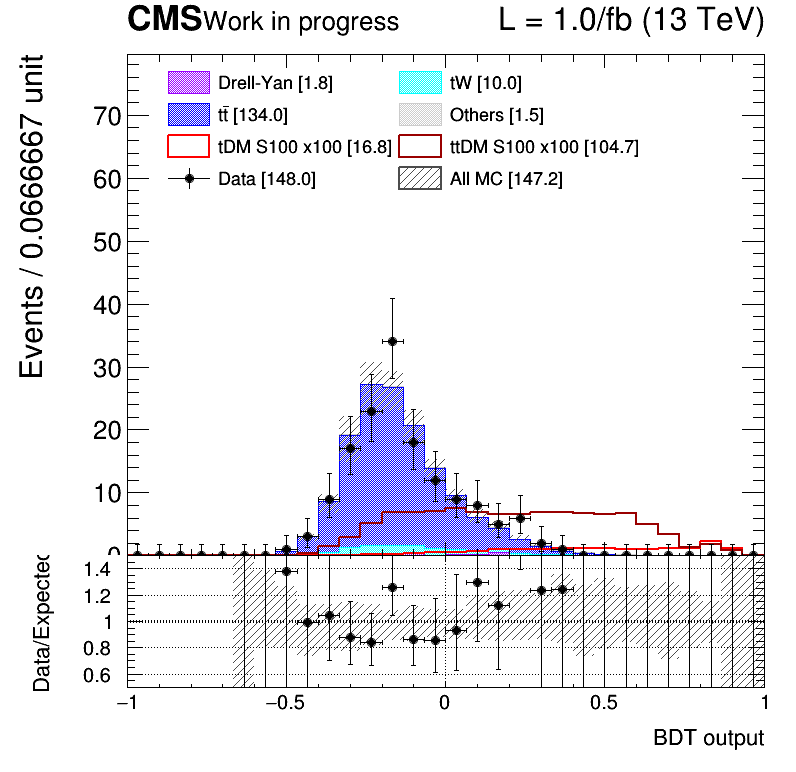 CMS Work in progress L = 1.0/fb (13 TeV)
Events / 0.0666667 unit
Drell-Yan [1.8] tW [10.0]
tt̄ [134.0] Others [1.5]
tDM S100 x100 [16.8] ttDM S100 x100 [104.7]
Data [148.0] All MC [147.2]
70
60
50
40
30
20
10
0
Data/Expected
1.4
1.2
1
0.8
0.6
−1 −0.5 0 0.5 1
BDT output